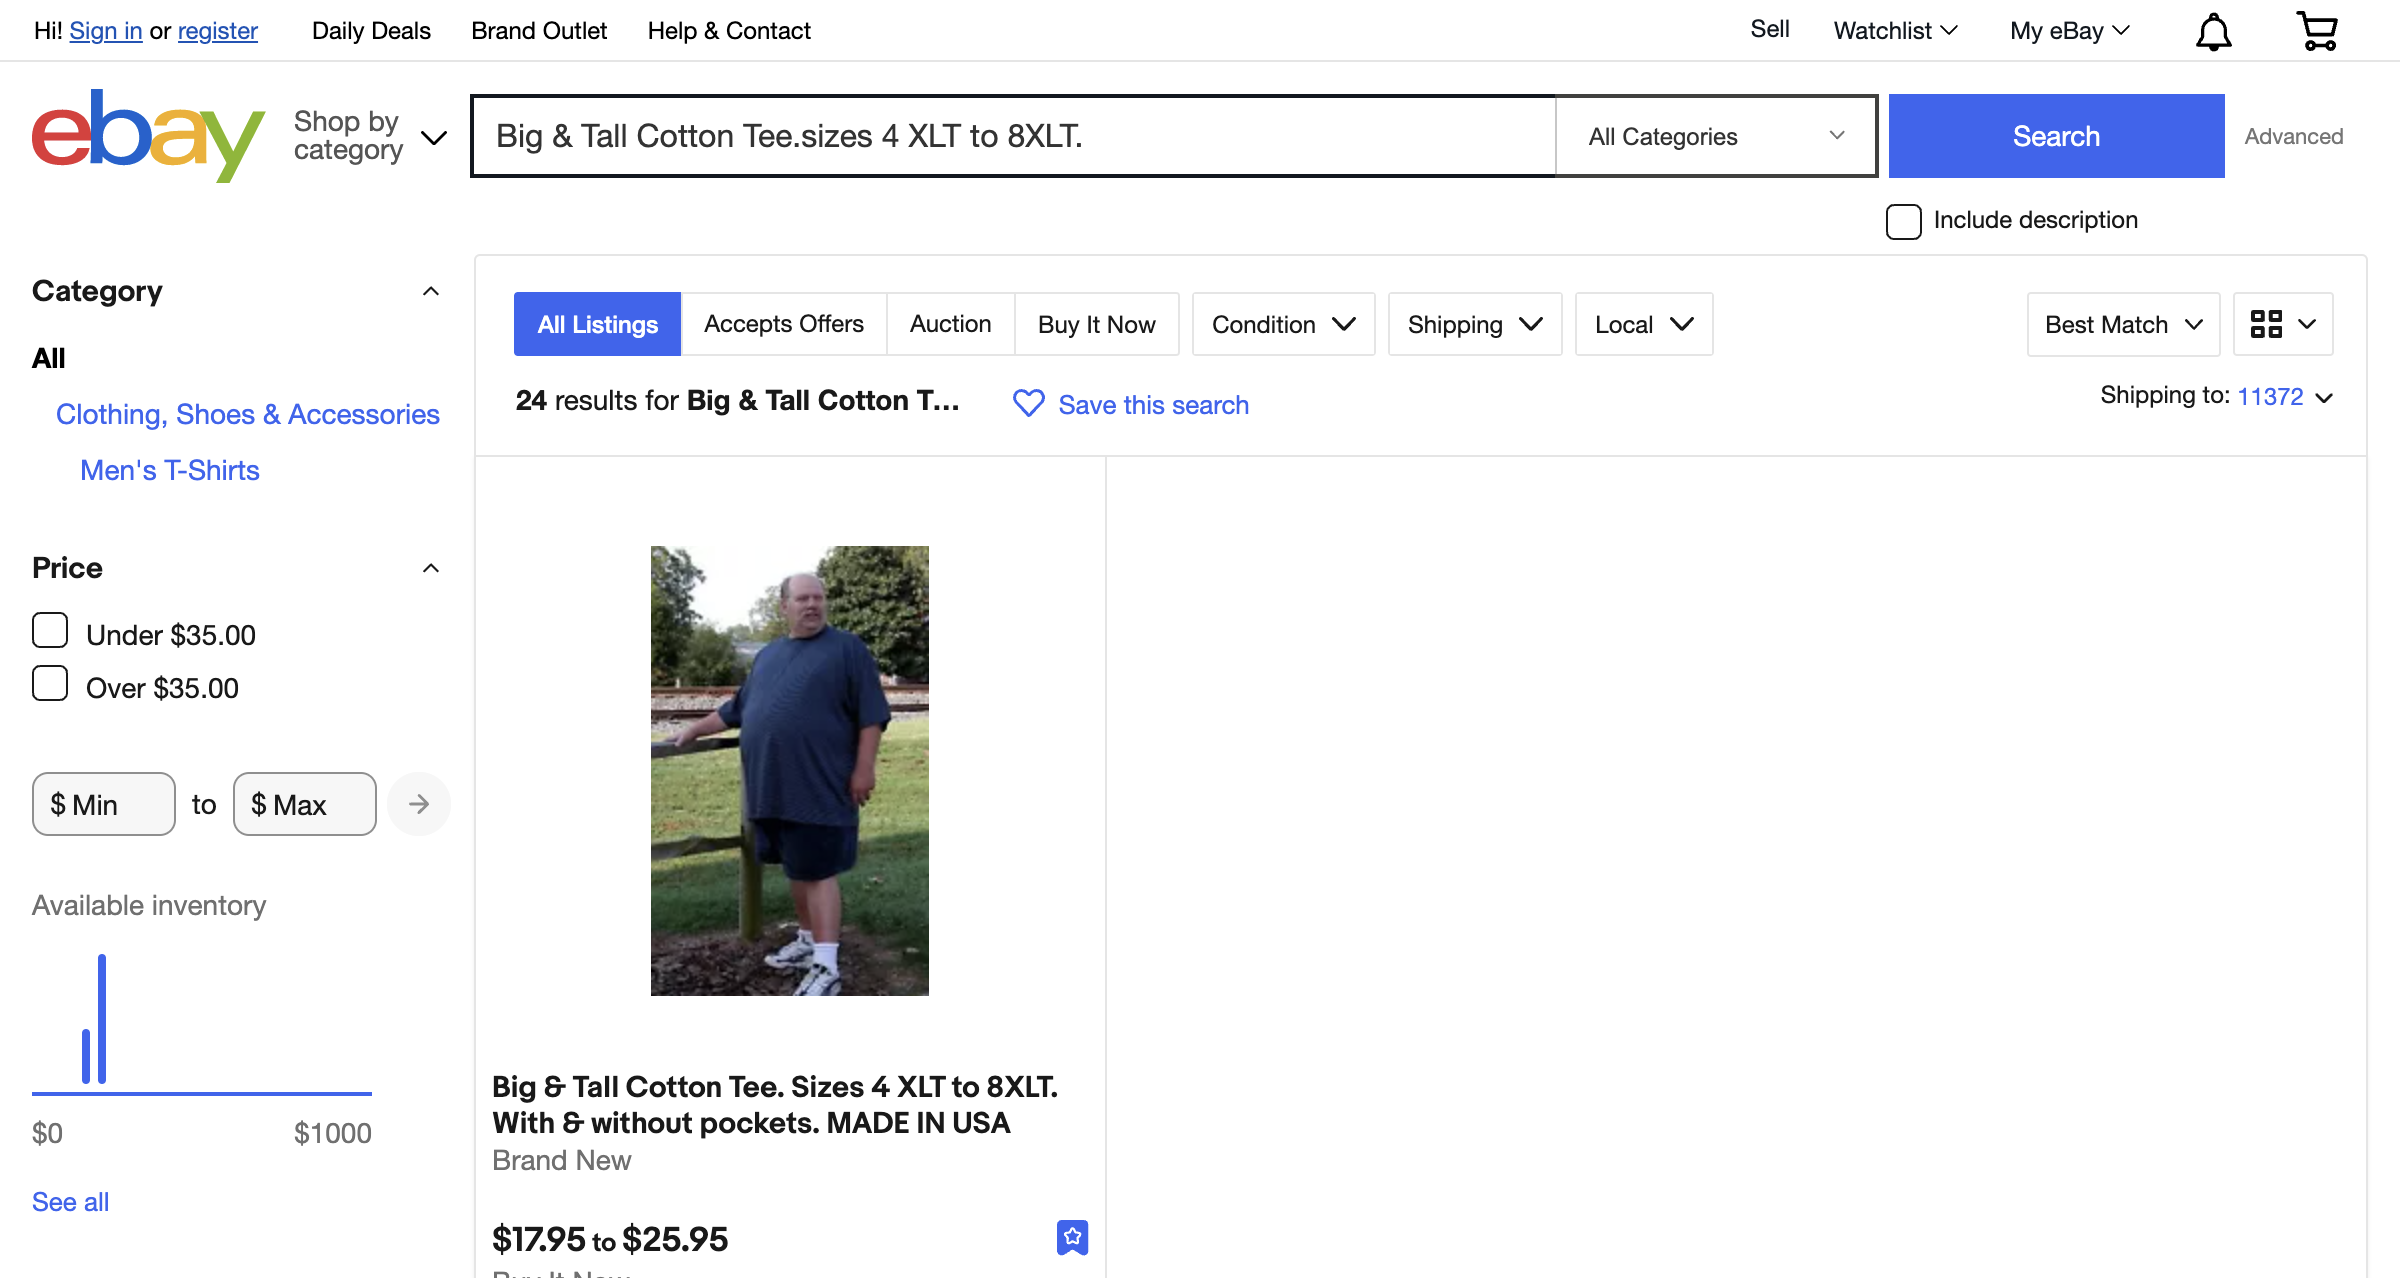 Hi! Sign in or register Daily Deals Brand Outlet Help & Contact Sell Watchlist My eBay
ebay Shop by category Big & Tall Cotton Tee.sizes 4 XLT to 8XLT. All Categories Search Advanced
Include description
Category
All
Clothing, Shoes & Accessories
Men's T-Shirts
Price
Under $35.00
Over $35.00
$ Min to $ Max
Available inventory
$0 $1000
See all
All Listings Accepts Offers Auction Buy It Now Condition Shipping Local Best Match
24 results for Big & Tall Cotton T... Save this search Shipping to: 11372
Big & Tall Cotton Tee. Sizes 4 XLT to 8XLT.
With & without pockets. MADE IN USA
Brand New
$17.95 to $25.95
Buy It Now